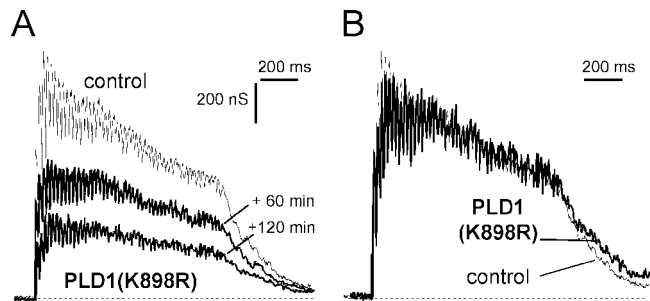 A
control
200 ms
200 nS
+ 60 min
+120 min
PLD1(K898R)
B
200 ms
PLD1
(K898R)
control